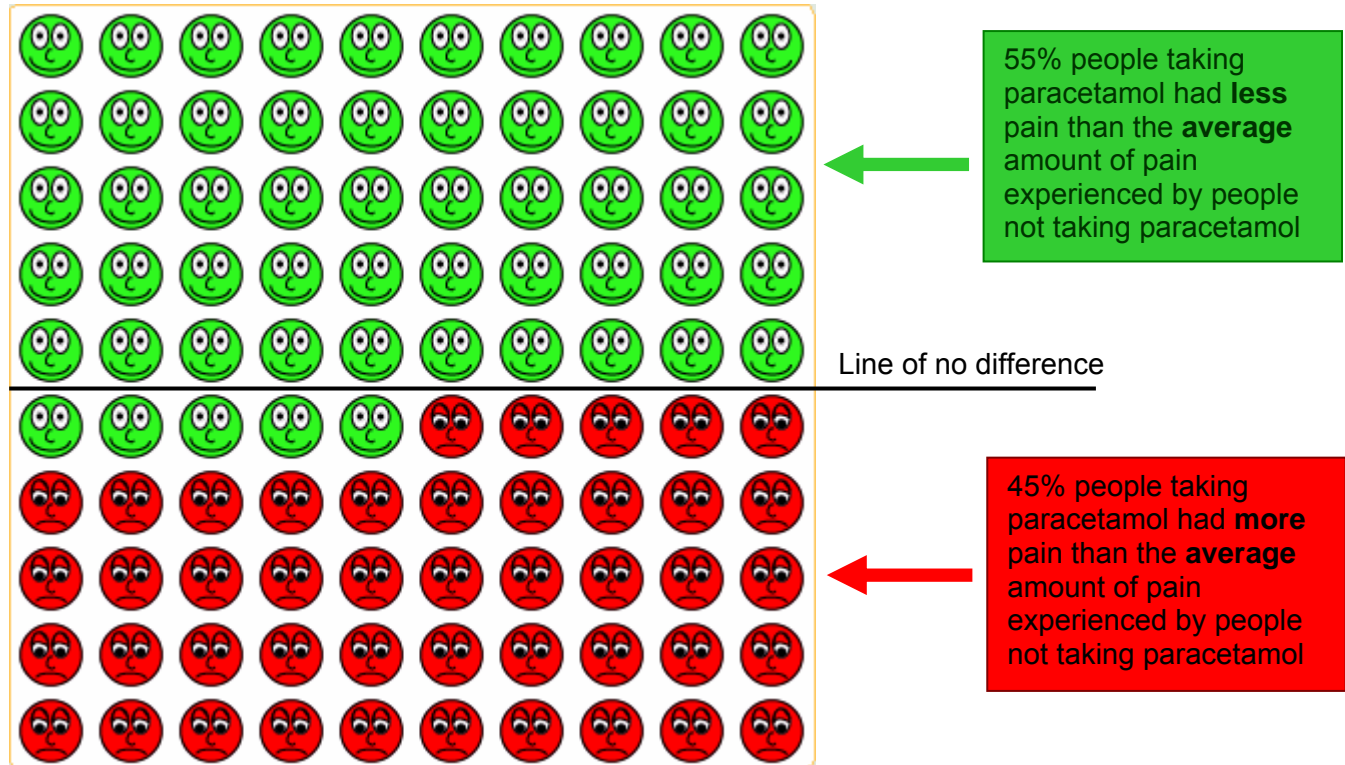 55% people taking
paracetamol had less
pain than the average
amount of pain
experienced by people
not taking paracetamol
Line of no difference
45% people taking
paracetamol had more
pain than the average
amount of pain
experienced by people
not taking paracetamol